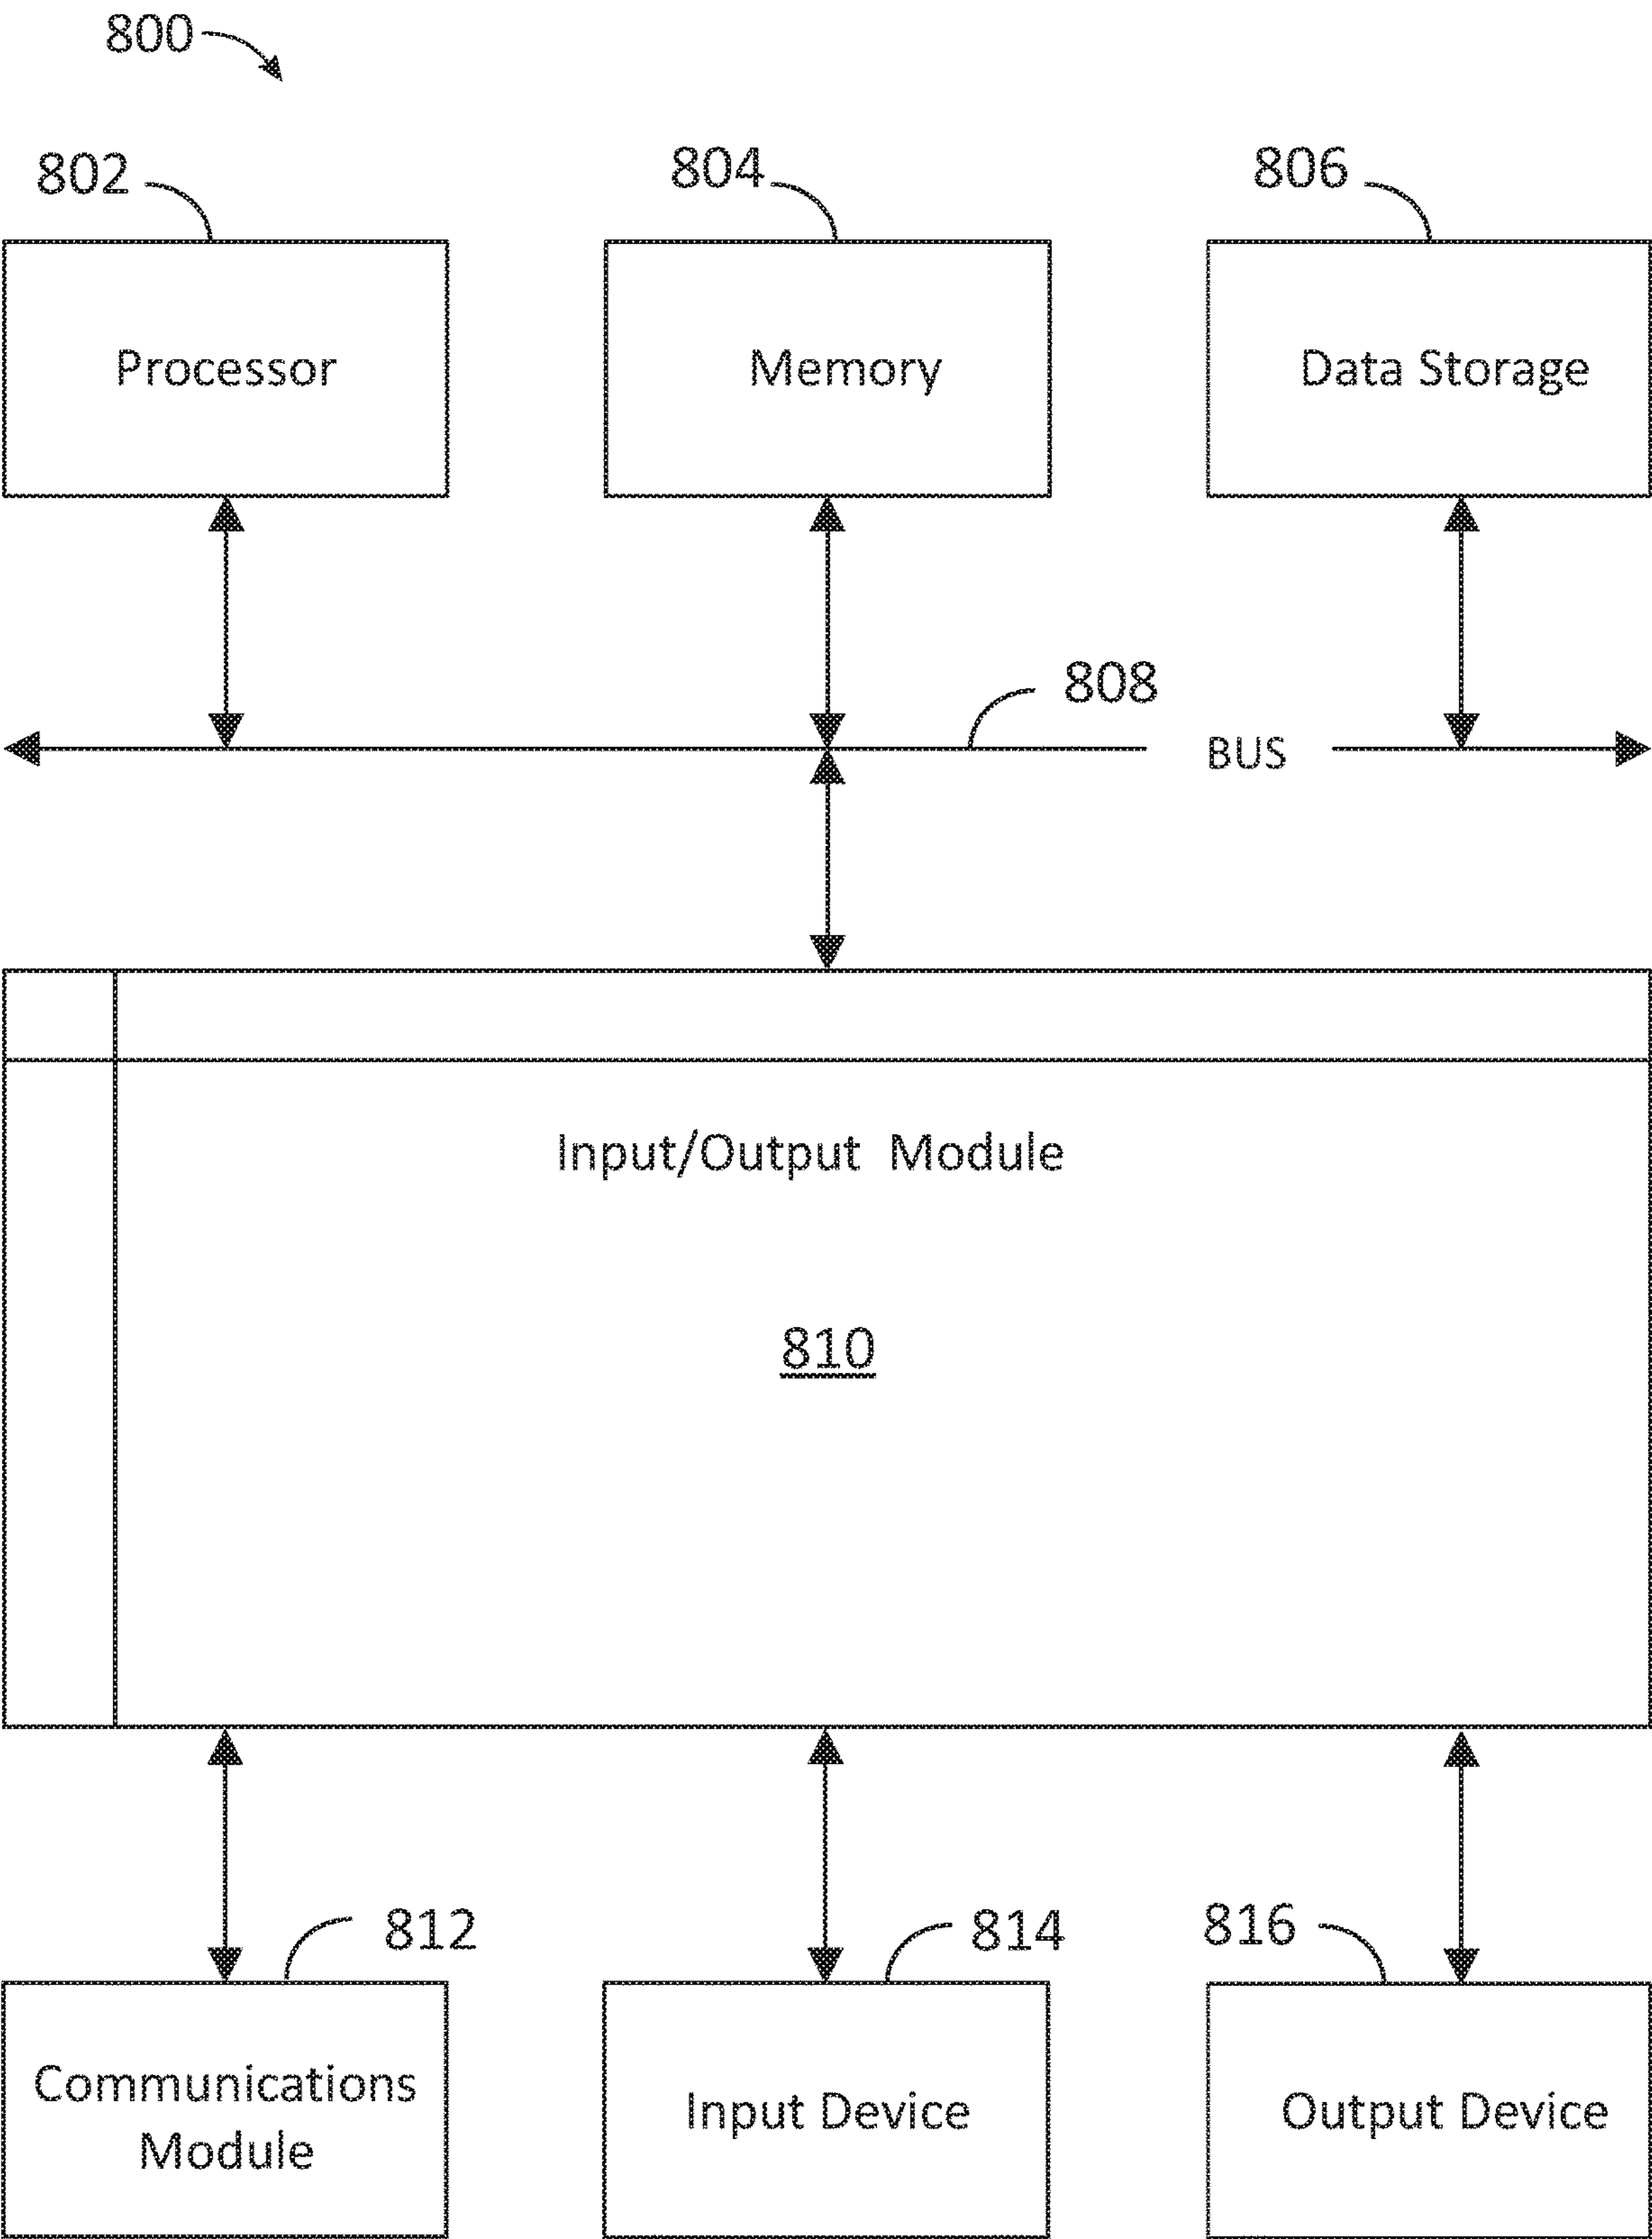 800
802
804
806
Processor
Memory
Data Storage
808
BUS
Input/Output Module
810
812
814
816
Communications
Module
Input Device
Output Device